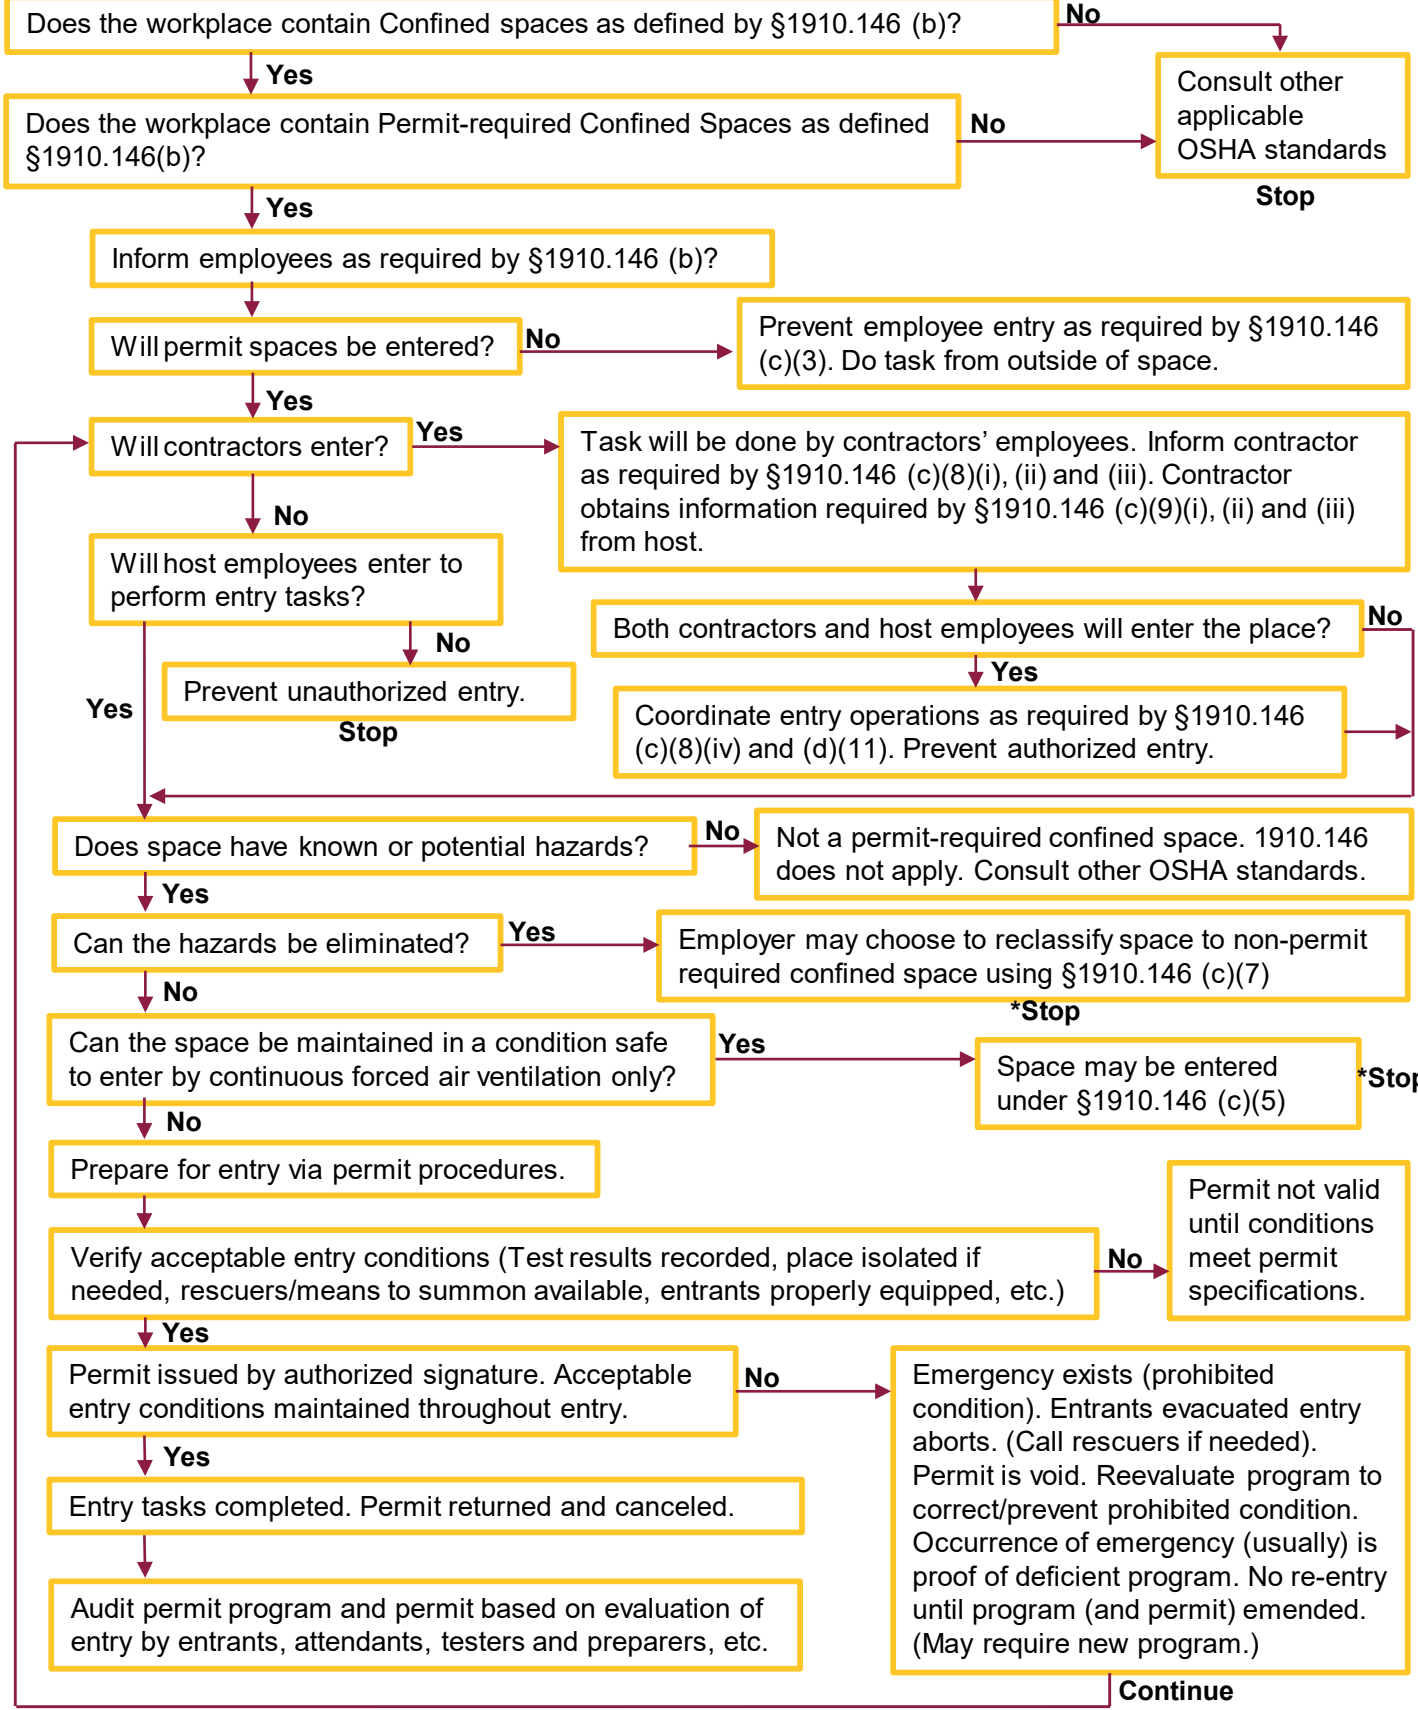 Does the workplace contain Confined spaces as defined by §1910.146 (b)?
No
Yes
Consult other
applicable
OSHA standards
Stop
Does the workplace contain Permit-required Confined Spaces as defined
§1910.146(b)?
No
Yes
Inform employees as required by §1910.146 (b)?
Will permit spaces be entered?
No
Prevent employee entry as required by §1910.146
(c)(3). Do task from outside of space.
Yes
Will contractors enter?
Yes
Task will be done by contractors’ employees. Inform contractor
as required by §1910.146 (c)(8)(i), (ii) and (iii). Contractor
obtains information required by §1910.146 (c)(9)(i), (ii) and (iii)
from host.
No
Will host employees enter to
perform entry tasks?
No
Prevent unauthorized entry.
Stop
Yes
Both contractors and host employees will enter the place?
No
Yes
Coordinate entry operations as required by §1910.146
(c)(8)(iv) and (d)(11). Prevent authorized entry.
Does space have known or potential hazards?
No
Not a permit-required confined space. 1910.146
does not apply. Consult other OSHA standards.
Yes
Can the hazards be eliminated?
Yes
Employer may choose to reclassify space to non-permit
required confined space using §1910.146 (c)(7)
*Stop
No
Can the space be maintained in a condition safe
to enter by continuous forced air ventilation only?
Yes
Space may be entered
under §1910.146 (c)(5)
*Stop
No
Prepare for entry via permit procedures.
Verify acceptable entry conditions (Test results recorded, place isolated if
needed, rescuers/means to summon available, entrants properly equipped, etc.)
No
Permit not valid
until conditions
meet permit
specifications.
Yes
Permit issued by authorized signature. Acceptable
entry conditions maintained throughout entry.
No
Emergency exists (prohibited
condition). Entrants evacuated entry
aborts. (Call rescuers if needed).
Permit is void. Reevaluate program to
correct/prevent prohibited condition.
Occurrence of emergency (usually) is
proof of deficient program. No re-entry
until program (and permit) emended.
(May require new program.)
Continue
Yes
Entry tasks completed. Permit returned and canceled.
Audit permit program and permit based on evaluation of
entry by entrants, attendants, testers and preparers, etc.